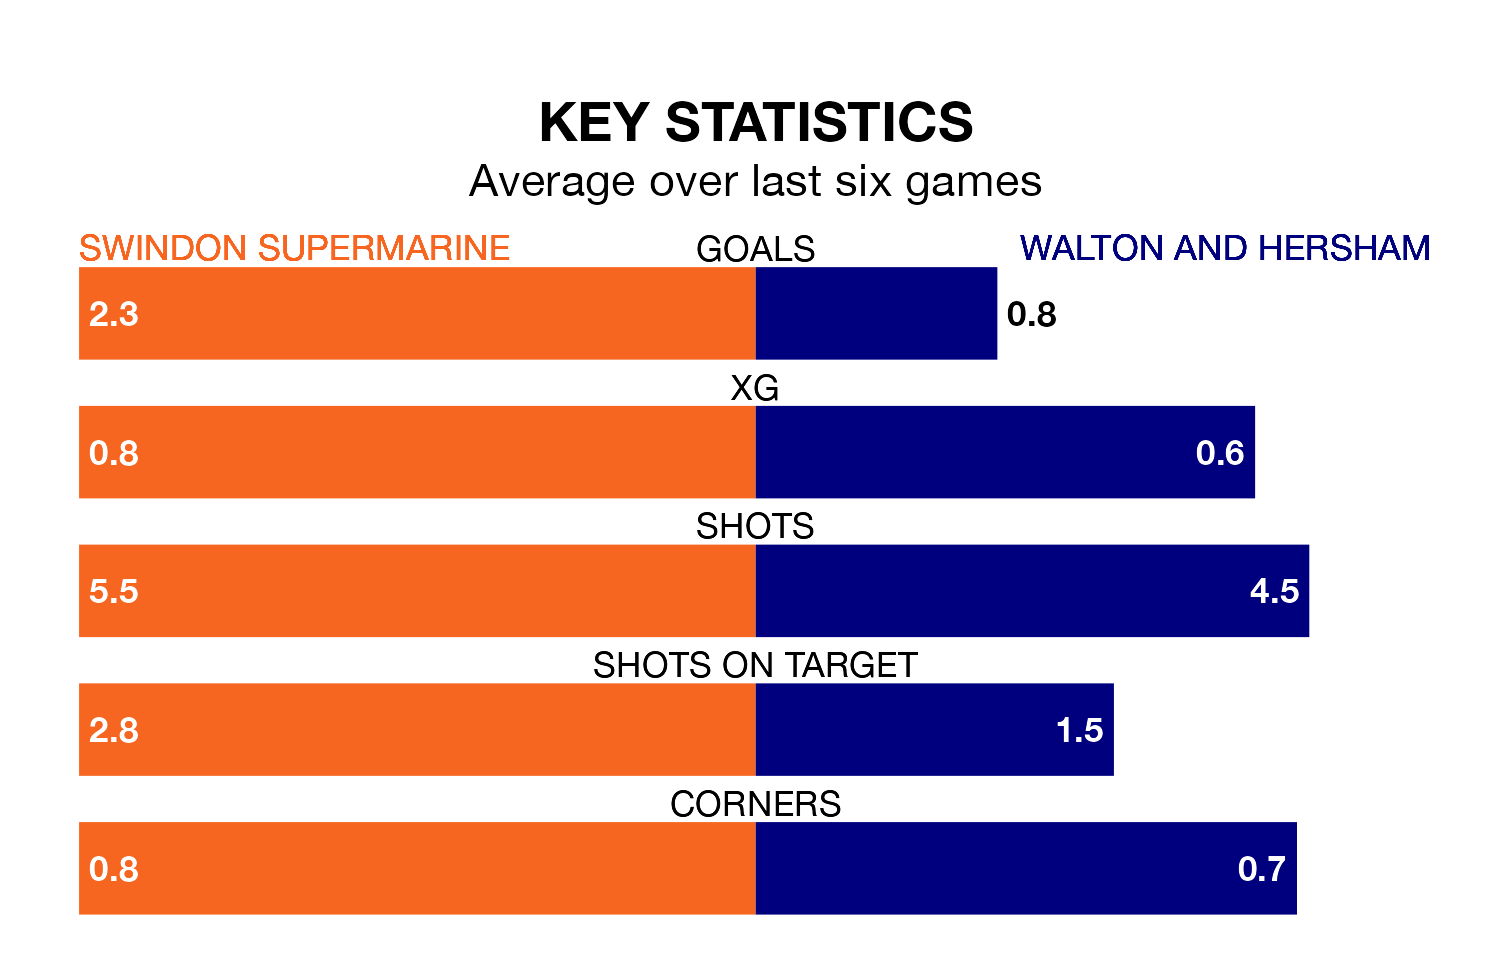 KEY STATISTICS
Average over last six games
SWINDON SUPERMARINE GOALS WALTON AND HERSHAM
2.3 0.8
XG
0.8 0.6
SHOTS
5.5 4.5
SHOTS ON TARGET
2.8 1.5
CORNERS
0.8 0.7